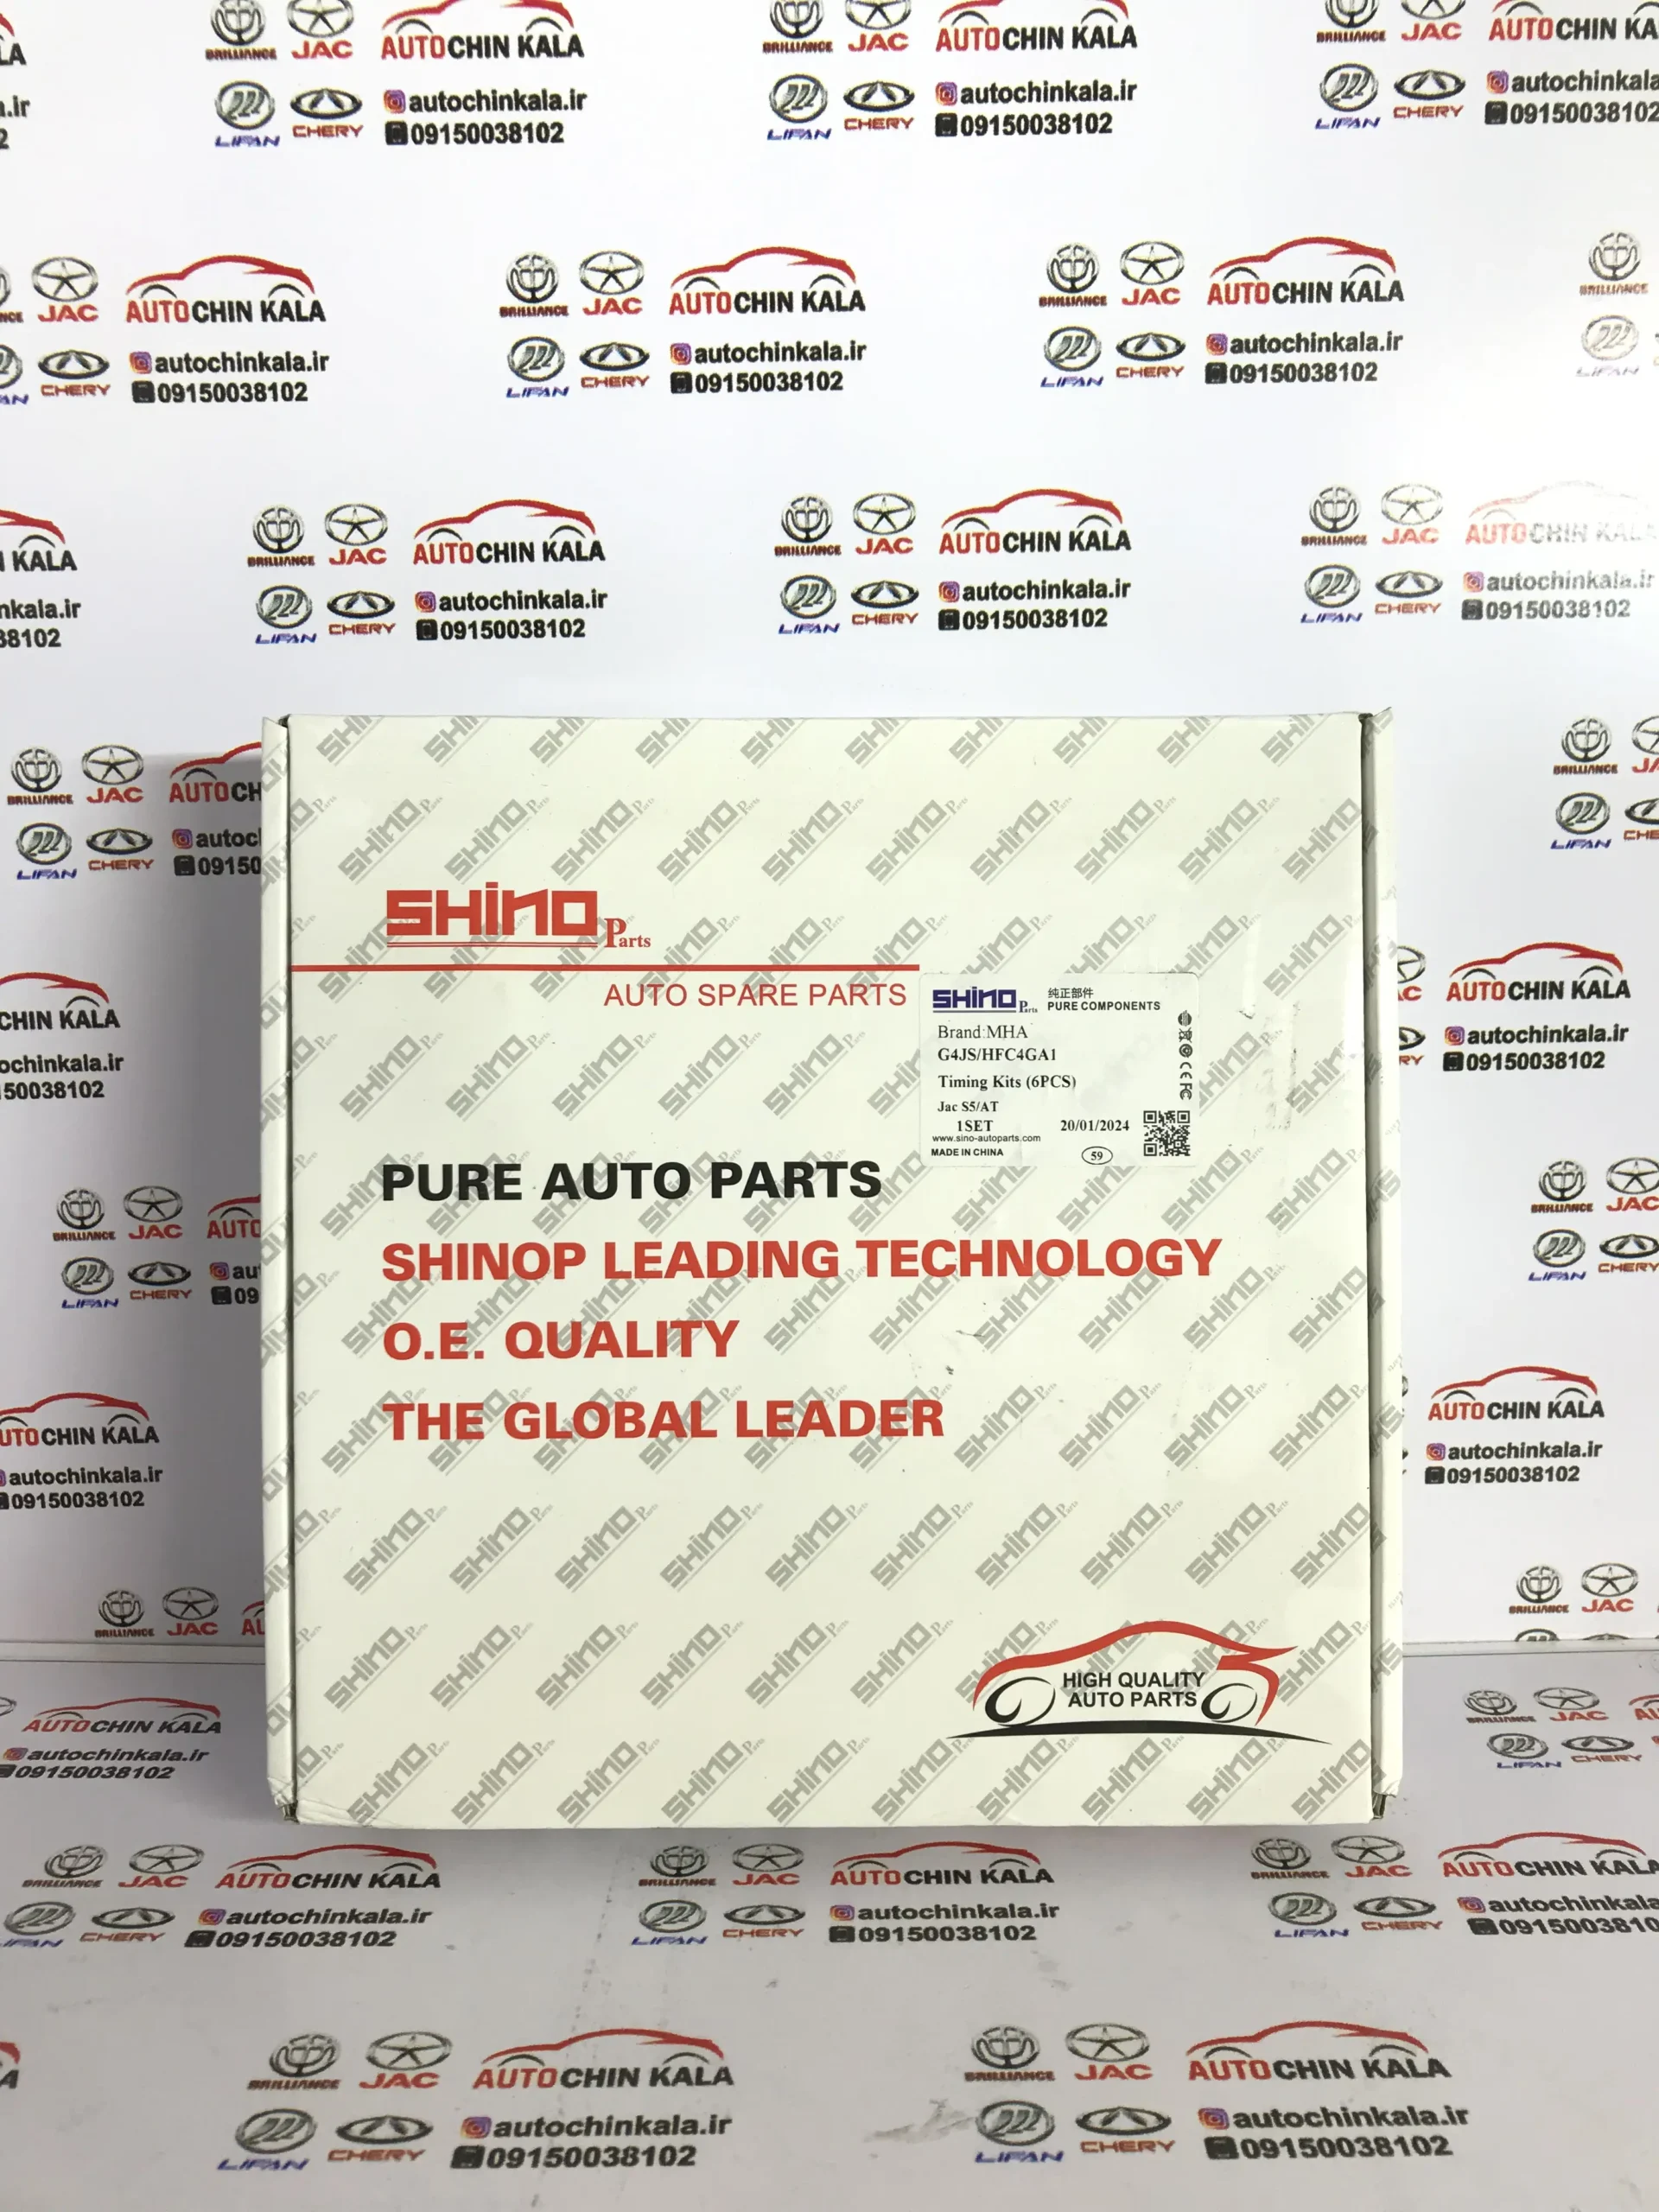 BRILLIANCE JAC AUTOCHIN KALA
LIFAN CHERY autochinkala.ir
09150038102
SHINO Parts
AUTO SPARE PARTS
SHINO Parts 纯正部件
PURE COMPONENTS
Brand:MHA
G4JS/HFC4GA1
Timing Kits (6PCS)
Jac S5/AT
1SET 20/01/2024
www.sino-autoparts.com
MADE IN CHINA 59
PURE AUTO PARTS
SHINOP LEADING TECHNOLOGY
O.E. QUALITY
THE GLOBAL LEADER
HIGH QUALITY
AUTO PARTS